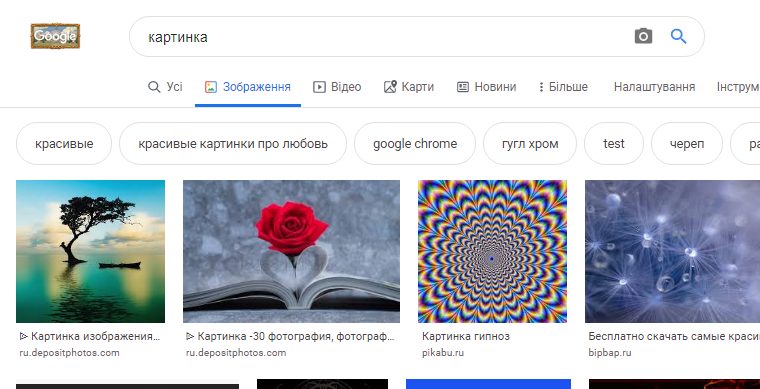 Google
картинка
Усі Зображення Відео Карти Новини Більше Налаштування Інструм
красивые красивые картинки про любовь google chrome гугл хром test череп ра
Картинка изображения... Картинка -30 фотография, фотограф... Картинка гипноз Бесплатно скачать самые краси
ru.depositphotos.com ru.depositphotos.com pikabu.ru bipbap.ru